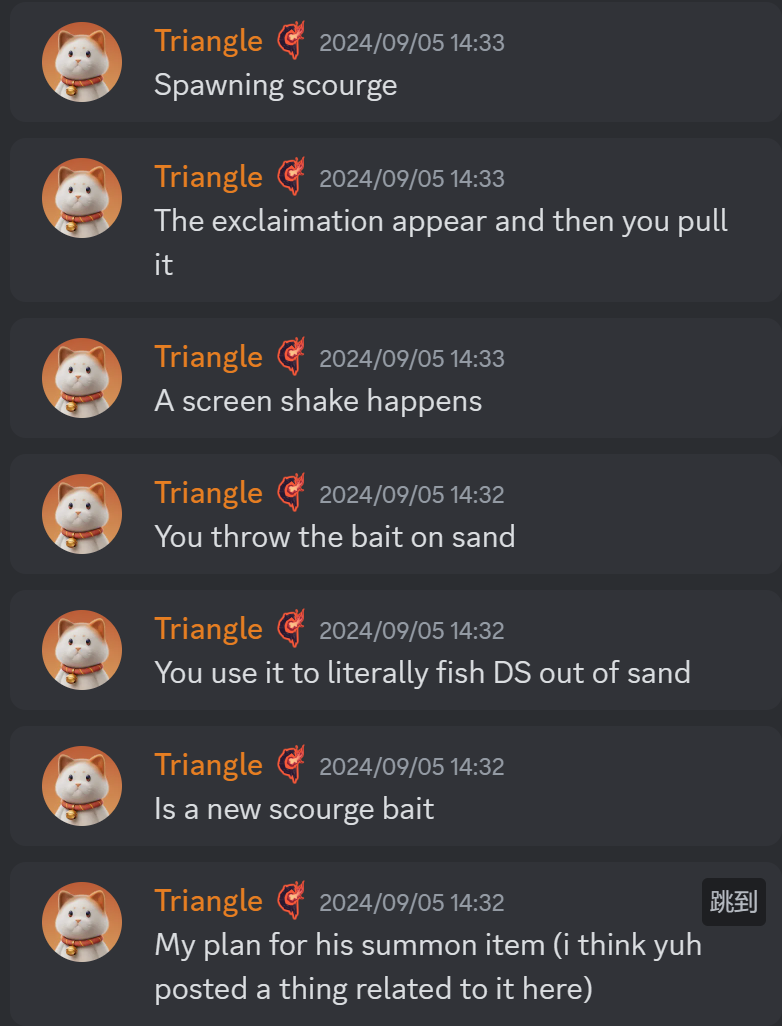 Triangle 2024/09/05 14:33
Spawning scourge
Triangle 2024/09/05 14:33
The exclaimation appear and then you pull
it
Triangle 2024/09/05 14:33
A screen shake happens
Triangle 2024/09/05 14:32
You throw the bait on sand
Triangle 2024/09/05 14:32
You use it to literally fish DS out of sand
Triangle 2024/09/05 14:32
Is a new scourge bait
Triangle 2024/09/05 14:32
跳到
My plan for his summon item (i think yuh
posted a thing related to it here)